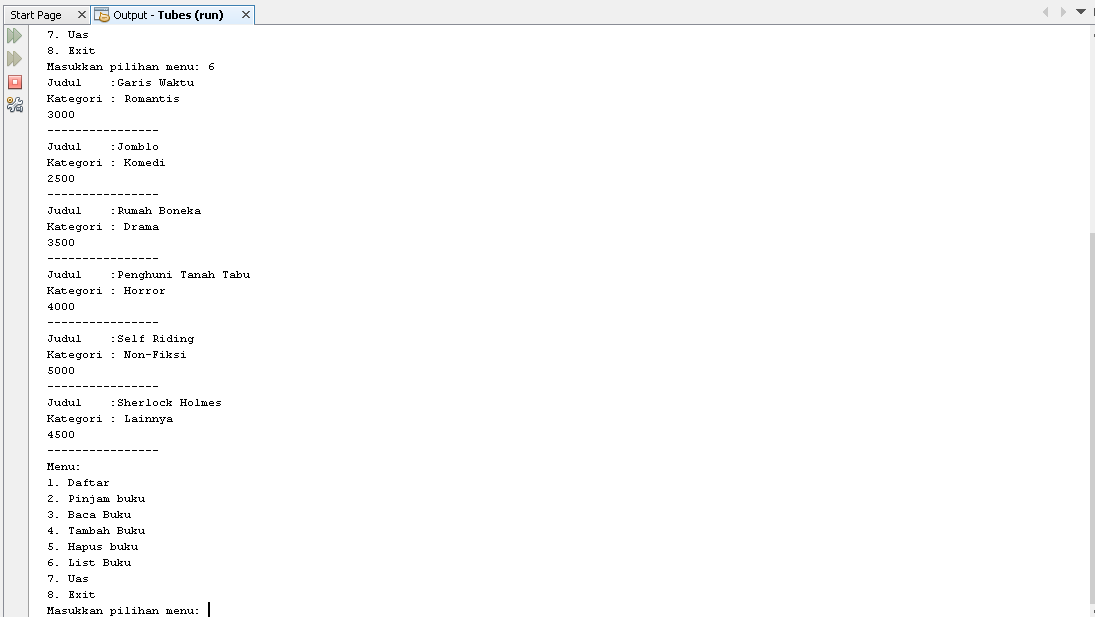 Start Page
Output - Tubes (run)
7. Uas
8. Exit
Masukkan pilihan menu: 6
Judul    :Garis Waktu
Kategori : Romantis
3000
----------------
Judul    :Jomblo
Kategori : Komedi
2500
----------------
Judul    :Rumah Boneka
Kategori : Drama
3500
----------------
Judul    :Penghuni Tanah Tabu
Kategori : Horror
4000
----------------
Judul    :Self Riding
Kategori : Non-Fiksi
5000
----------------
Judul    :Sherlock Holmes
Kategori : Lainnya
4500
----------------
Menu:
1. Daftar
2. Pinjam buku
3. Baca Buku
4. Tambah Buku
5. Hapus buku
6. List Buku
7. Uas
8. Exit
Masukkan pilihan menu: